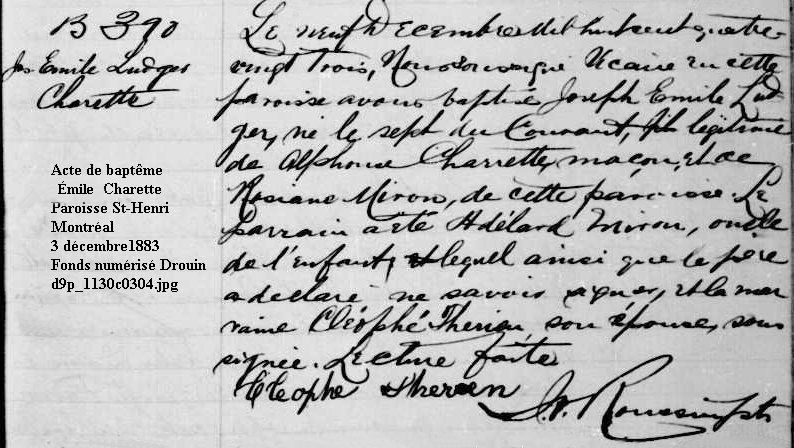 B 390
Jos Emile Ludger
Charette
Acte de baptême
Émile Charette
Paroisse St-Henri
Montréal
3 décembre1883
Fonds numérisé Drouin
d9p_1130c0304.jpg
Le neuf Decembre mil huit cent quatre-
vingt trois, Nous soussigné Vicaire en cette
paroisse avons baptisé Joseph Emile Lud-
ger, né le sept du Courant, fils légitime
de Alphonse Charrette, maçon, et de
Rosiane Miron, de cette paroisse. Le
parrain a été Adélard Miron, oncle
de l'Enfant, lequel ainsi que le père
a déclaré ne savoir signer, et la mar-
raine Cléophé Therien, son épouse, sous
signée. Lecture faite
Cleophe Therien